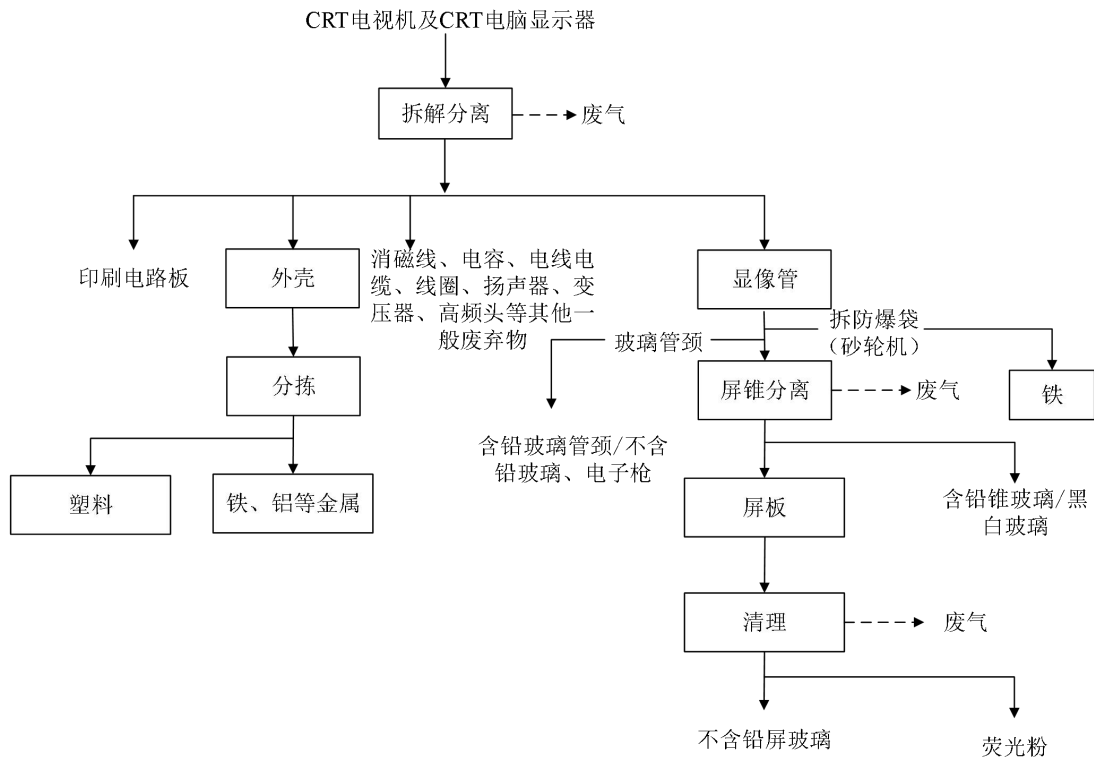 CRT电视机及CRT电脑显示器
拆解分离
废气
印刷电路板
外壳
消磁线、电容、电线电
缆、线圈、扬声器、变
压器、高频头等其他一
般废弃物
显像管
拆防爆袋
（砂轮机）
玻璃管颈
分拣
屏锥分离
废气
铁
含铅玻璃管颈/不含
铅玻璃、电子枪
塑料
铁、铝等金属
屏板
含铅锥玻璃/黑
白玻璃
清理
废气
不含铅屏玻璃
荧光粉